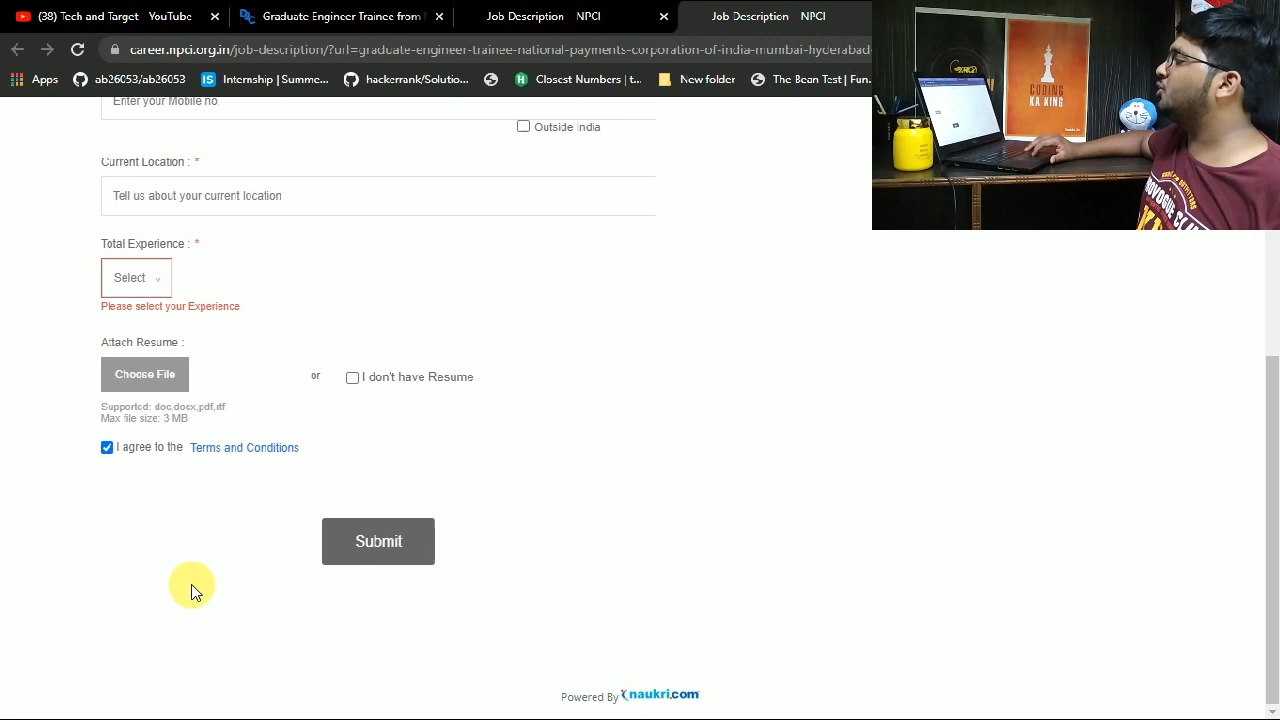 (38) Tech and Target - YouTube
Graduate Engineer Trainee from N
Job Description - NPCI
Job Description - NPCI
career.npci.org.in/job-description/?url=graduate-engineer-trainee-national-payments-corporation-of-india-mumbai-hyderabad-
Apps
ab26053/ab26053
Internship | Summe...
hackerrank-soluto...
Closest Numbers | t...
New folder
The Bean Test | Fun...
CODING
KA KING
Enter your Mobile no.
Outside India
Current Location : *
Tell us about your current location
Total Experience : *
Select
Please select your Experience
Attach Resume :
Choose File
or
I don't have Resume
Supported: doc,docx,pdf,rtf
Max file size: 3 MB
I agree to the Terms and Conditions
Submit
Powered By naukri.com